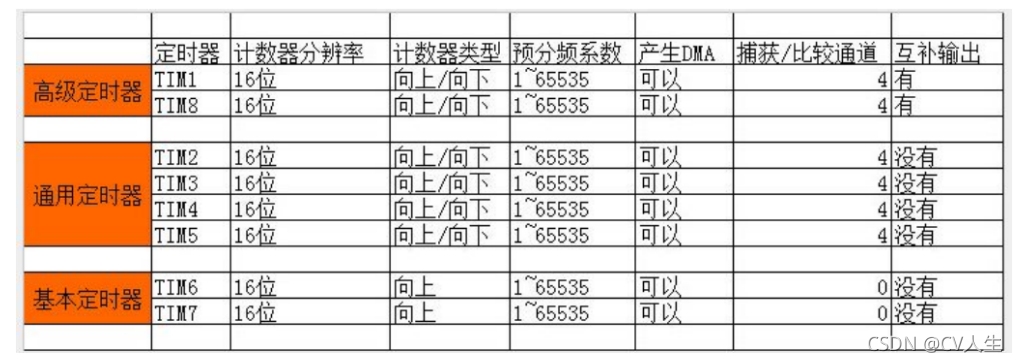 定时器 计数器分辨率 计数器类型 预分频系数 产生DMA 捕获/比较通道 互补输出
高级定时器
TIM1 16位 向上/向下 1~65535 可以 4 有
TIM8 16位 向上/向下 1~65535 可以 4 有
通用定时器
TIM2 16位 向上/向下 1~65535 可以 4 没有
TIM3 16位 向上/向下 1~65535 可以 4 没有
TIM4 16位 向上/向下 1~65535 可以 4 没有
TIM5 16位 向上/向下 1~65535 可以 4 没有
基本定时器
TIM6 16位 向上 1~65535 可以 0 没有
TIM7 16位 向上 1~65535 可以 0 没有
CSDN @CV人生